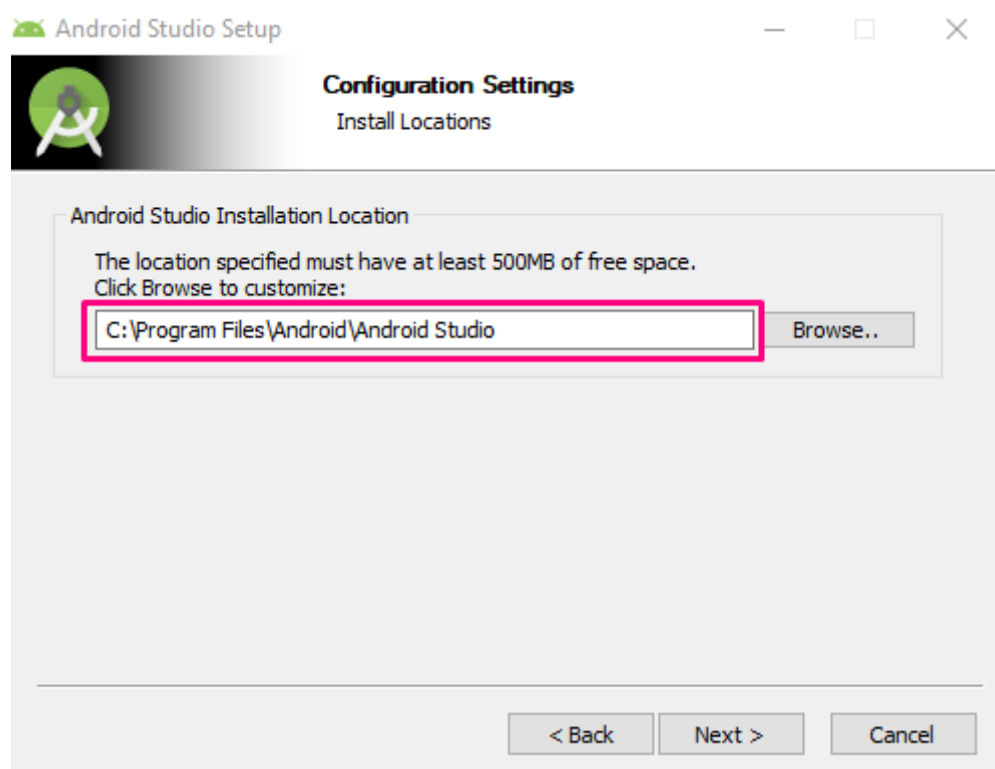 Android Studio Setup
Configuration Settings
Install Locations
Android Studio Installation Location
The location specified must have at least 500MB of free space.
Click Browse to customize:
C:\Program Files\Android\Android Studio
Browse..
< Back
Next >
Cancel